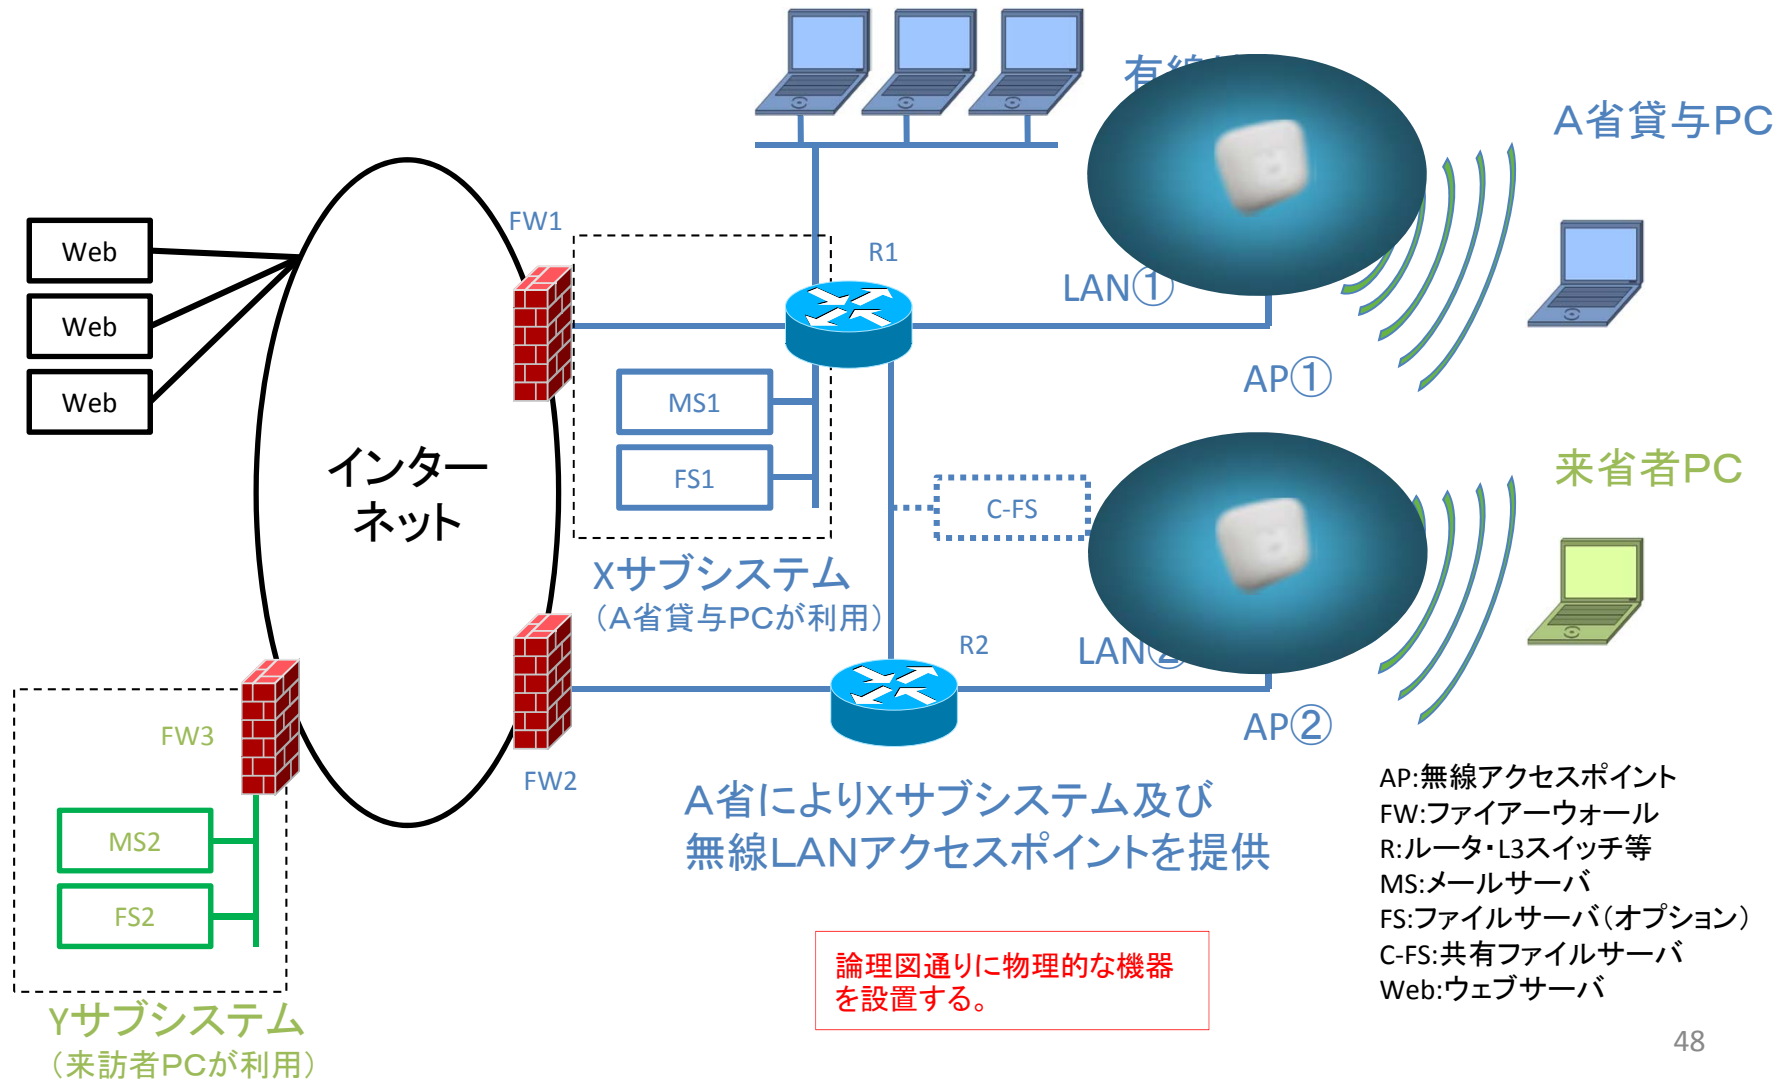 有線
A省貸与PC
FW1
R1
Web
LAN①
Web
AP①
Web
MS1
インター
ネット
FS1
C-FS
来省者PC
Xサブシステム
(A省貸与PCが利用)
R2
LAN②
FW3
AP②
FW2
MS2
FS2
A省によりXサブシステム及び
無線LANアクセスポイントを提供
AP:無線アクセスポイント
FW:ファイアーウォール
R:ルータ・L3スイッチ等
MS:メールサーバ
FS:ファイルサーバ(オプション)
C-FS:共有ファイルサーバ
Web:ウェブサーバ
論理図通りに物理的な機器
を設置する。
Yサブシステム
(来訪者PCが利用)
48